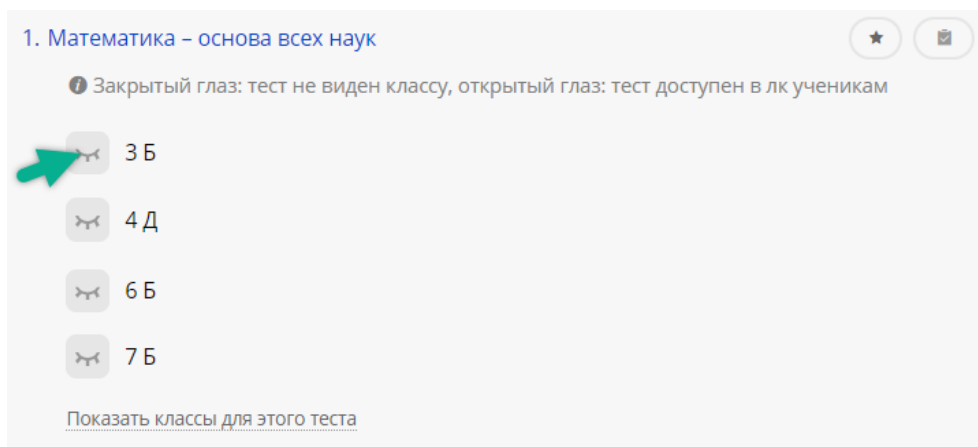 1. Математика – основа всех наук
Закрытый глаз: тест не виден классу, открытый глаз: тест доступен в лк ученикам
3 Б
4 Д
6 Б
7 Б
Показать классы для этого теста